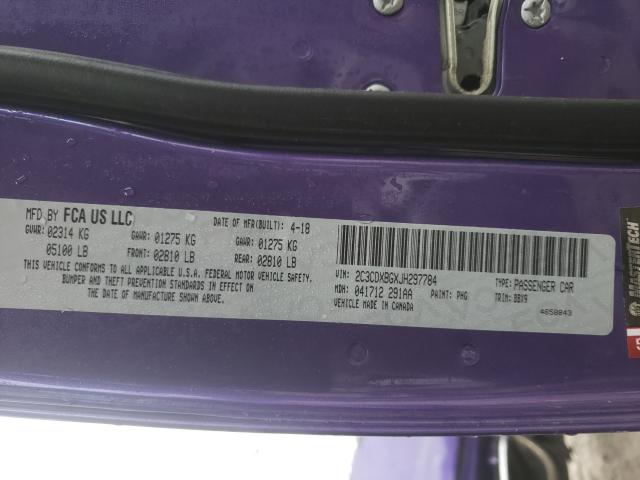 MFD BY FCA US LLC DATE OF MFR(BUILT): 4-18
GVWR: 02314 KG GAWR: 01275 KG GAWR: 01275 KG
05100 LB FRONT: 02810 LB REAR: 02810 LB
THIS VEHICLE CONFORMS TO ALL APPLICABLE U.S.A. FEDERAL MOTOR VEHICLE SAFETY,
BUMPER AND THEFT PREVENTION STANDARDS IN EFFECT ON
THE DATE OF MANUFACTURE SHOWN ABOVE.
VIN: 2C3CDXBGXJH297784 TYPE: PASSENGER CAR
MDH: 041712 291AA PAINT: PHG TRIM: BBX9
VEHICLE MADE IN CANADA 4658843